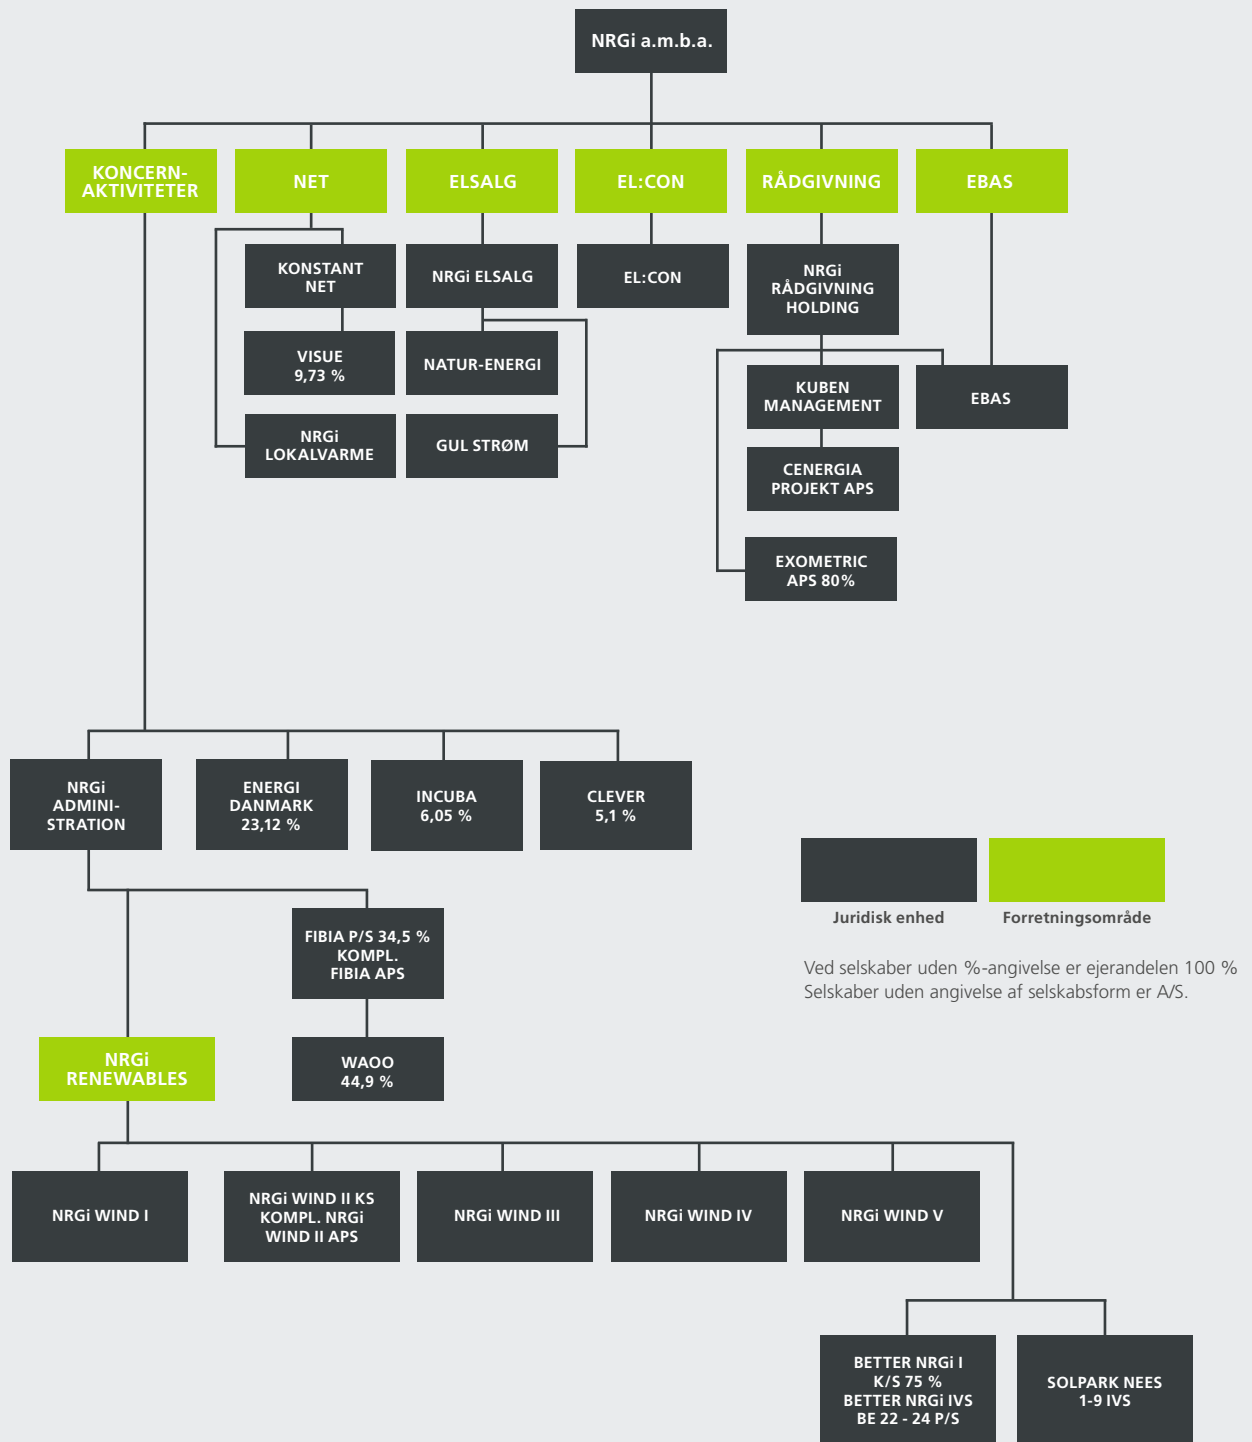 NRGi a.m.b.a.
KONCERN-
AKTIVITETER
NET
ELSALG
EL:CON
RÅDGIVNING
EBAS
KONSTANT
NET
NRGi ELSALG
EL:CON
NRGi
RÅDGIVNING
HOLDING
VISUE
9,73 %
NATUR-ENERGI
KUBEN
MANAGEMENT
EBAS
NRGi
LOKALVARME
GUL STRØM
CENERGIA
PROJEKT APS
EXOMETRIC
APS 80%
NRGi
ADMINI-
STRATION
ENERGI
DANMARK
23,12 %
INCUBA
6,05 %
CLEVER
5,1 %
Juridisk enhed
Forretningsområde
Ved selskaber uden %-angivelse er ejerandelen 100 %
Selskaber uden angivelse af selskabsform er A/S.
FIBIA P/S 34,5 %
KOMPL.
FIBIA APS
NRGi
RENEWABLES
WAOO
44,9 %
NRGi WIND I
NRGi WIND II KS
KOMPL. NRGi
WIND II APS
NRGi WIND III
NRGi WIND IV
NRGi WIND V
BETTER NRGi I
K/S 75 %
BETTER NRGi IVS
BE 22 - 24 P/S
SOLPARK NEES
1-9 IVS